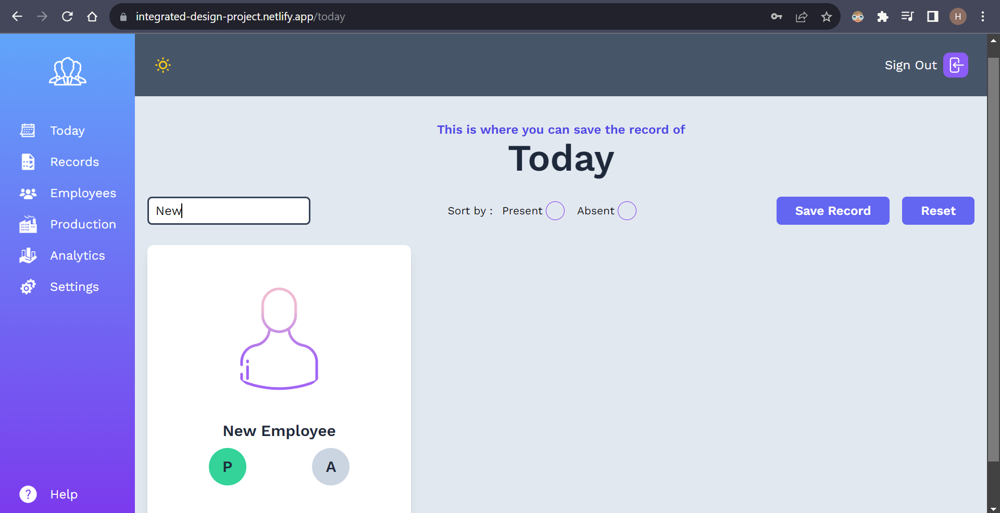 integrated-design-project.netlify.app/today
H
Sign Out
Today
Records
Employees
Production
Analytics
Settings
? Help
This is where you can save the record of
Today
New
Sort by : Present Absent
Save Record
Reset
New Employee
P A